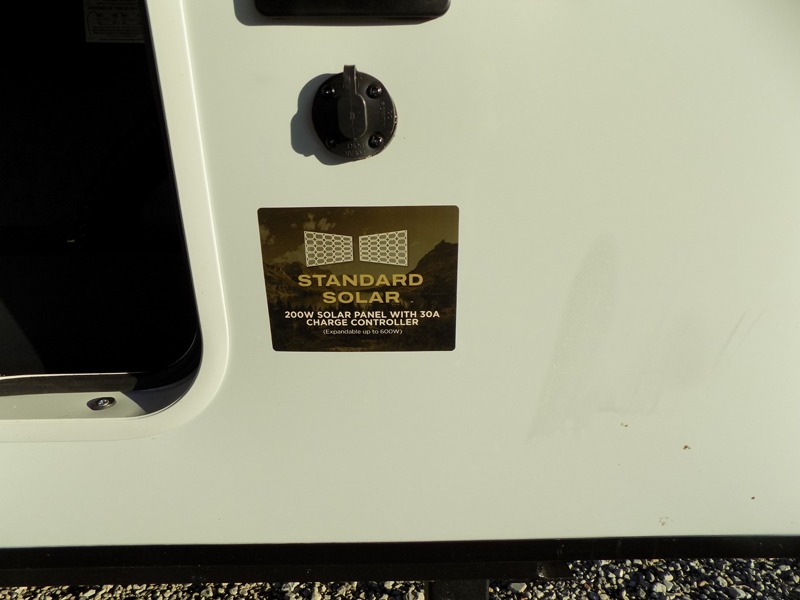 STANDARD
SOLAR
200W SOLAR PANEL WITH 30A
CHARGE CONTROLLER
(Expandable up to 600W)